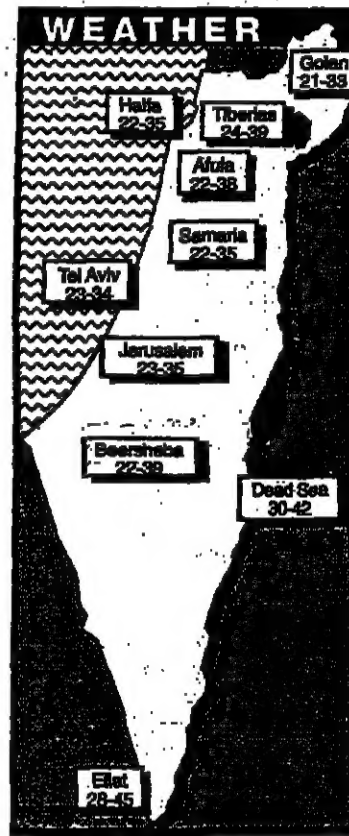 WEATHER
Golan
21-33
Haifa
22-35
Tiberias
24-39
Afula
22-38
Samaria
22-35
Tel Aviv
23-34
Jerusalem
23-35
Beersheba
22-39
Dead Sea
30-42
Eilat
28-45